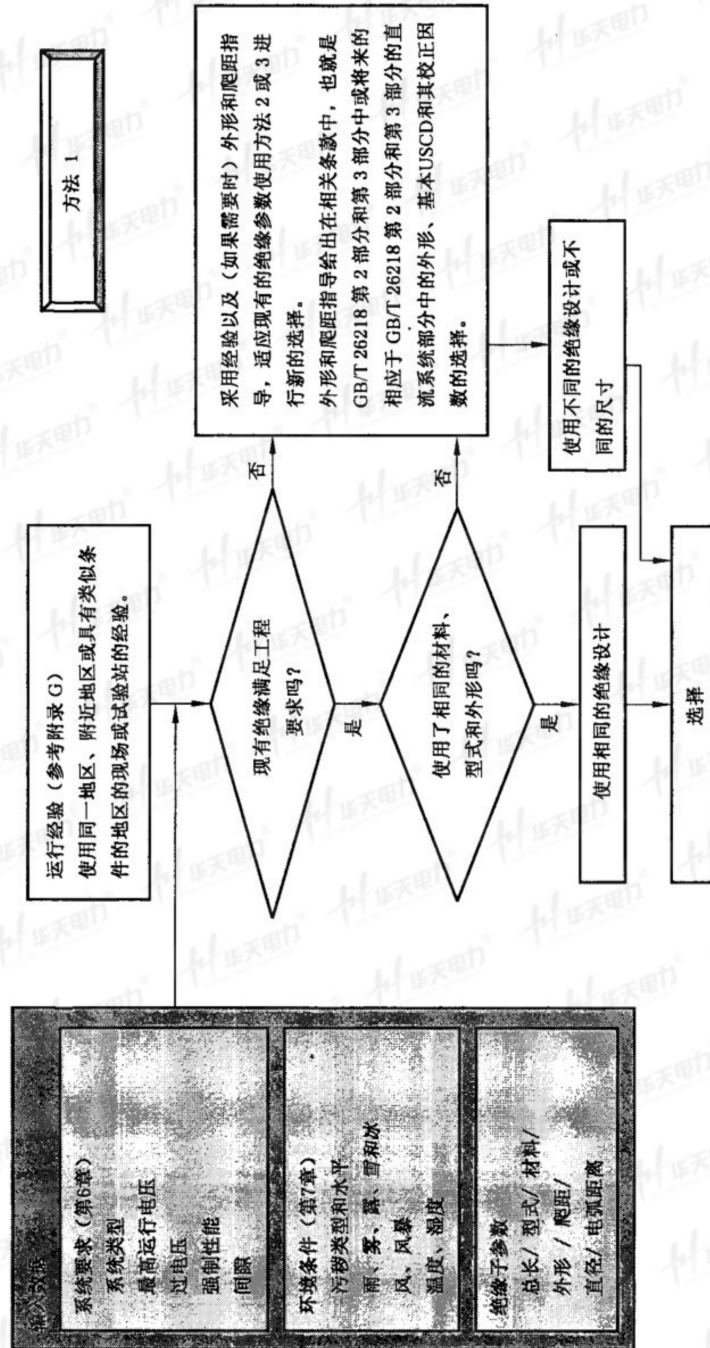 方法 1
输入数据
系统要求（第6章）
系统类型
最高运行电压
过电压
强制性能
间隙
环境条件（第7章）
污秽类型和水平
雨、雾、露、雪和冰
风、风暴
温度、湿度
绝缘子参数
总长/ 型式/ 材料/
外形 / 爬距/
直径/ 电弧距离
运行经验（参考附录 G）
使用同一地区、附近地区或具有类似条
件的地区的现场或试验站的经验。
现有绝缘满足工程
要求吗？
否
是
使用了相同的材料、
型式和外形吗？
否
是
采用经验以及（如果需要时）外形和爬距指
导，适应现有的绝缘参数使用方法 2 或 3 进
行新的选择。
外形和爬距指导给出在相关条款中，也就是
GB/T 26218 第 2 部分和第 3 部分中或将来的
相应于 GB/T 26218 第 2 部分和第 3 部分的直
流系统部分中的外形、基本USCD和其校正因
数的选择。
使用相同的绝缘设计
使用不同的绝缘设计或不
同的尺寸
选择
华天电力